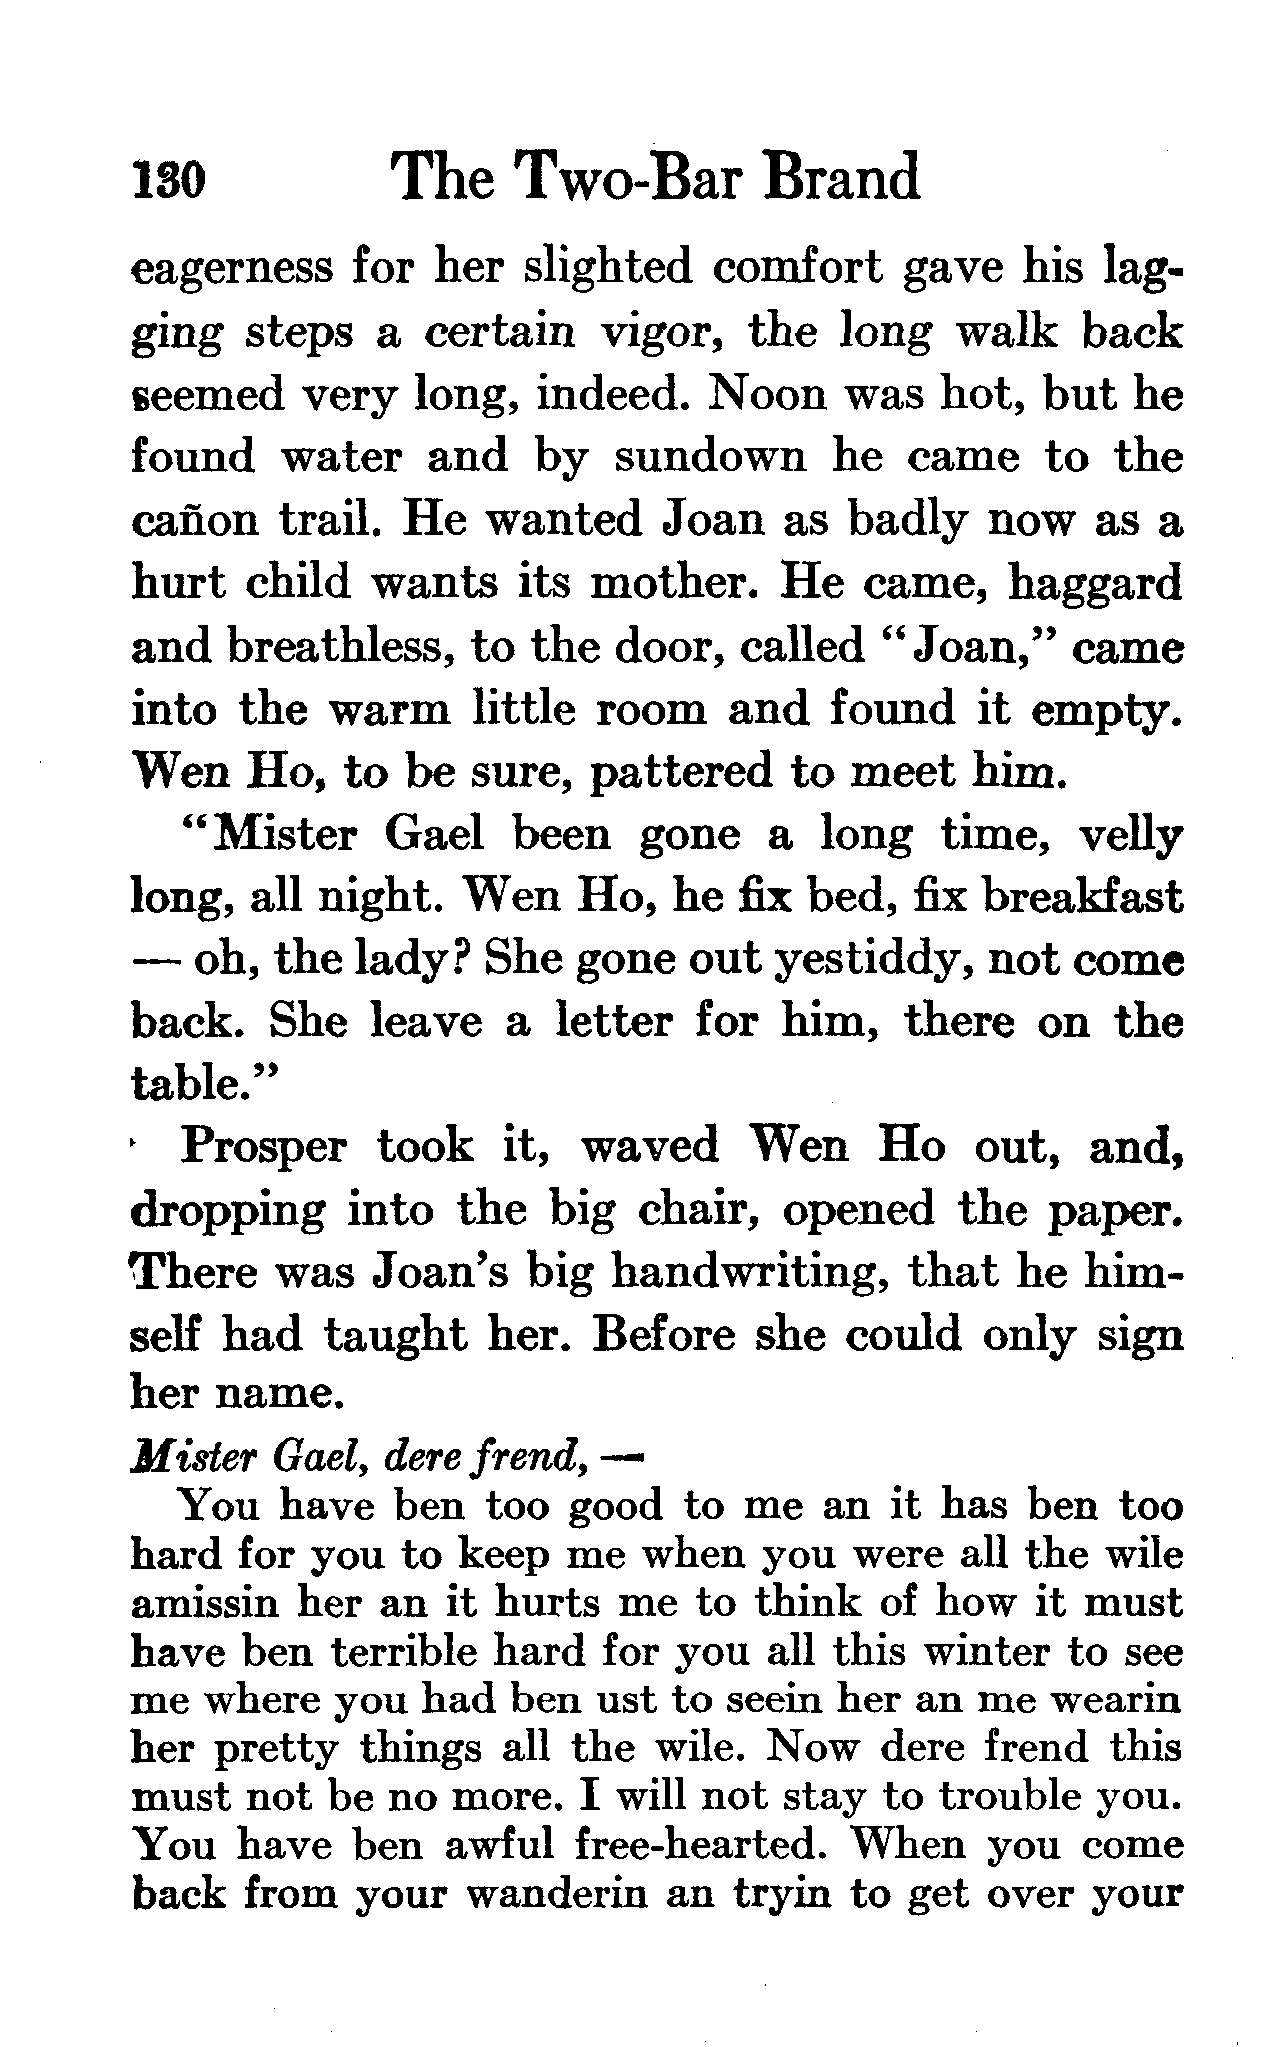 130 The Two-Bar Brand
eagerness for her slighted comfort gave his lag-
ging steps a certain vigor, the long walk back
seemed very long, indeed. Noon was hot, but he
found water and by sundown he came to the
cañon trail. He wanted Joan as badly now as a
hurt child wants its mother. He came, haggard
and breathless, to the door, called "Joan," came
into the warm little room and found it empty.
Wen Ho, to be sure, pattered to meet him.
"Mister Gael been gone a long time, velly
long, all night. Wen Ho, he fix bed, fix breakfast
— oh, the lady? She gone out yestiddy, not come
back. She leave a letter for him, there on the
table."
Prosper took it, waved Wen Ho out, and,
dropping into the big chair, opened the paper.
There was Joan's big handwriting, that he him-
self had taught her. Before she could only sign
her name.
Mister Gael, dere frend, —
You have ben too good to me an it has ben too
hard for you to keep me when you were all the wile
amissin her an it hurts me to think of how it must
have ben terrible hard for you all this winter to see
me where you had ben ust to seein her an me wearin
her pretty things all the wile. Now dere frend this
must not be no more. I will not stay to trouble you.
You have ben awful free-hearted. When you come
back from your wanderin an tryin to get over your